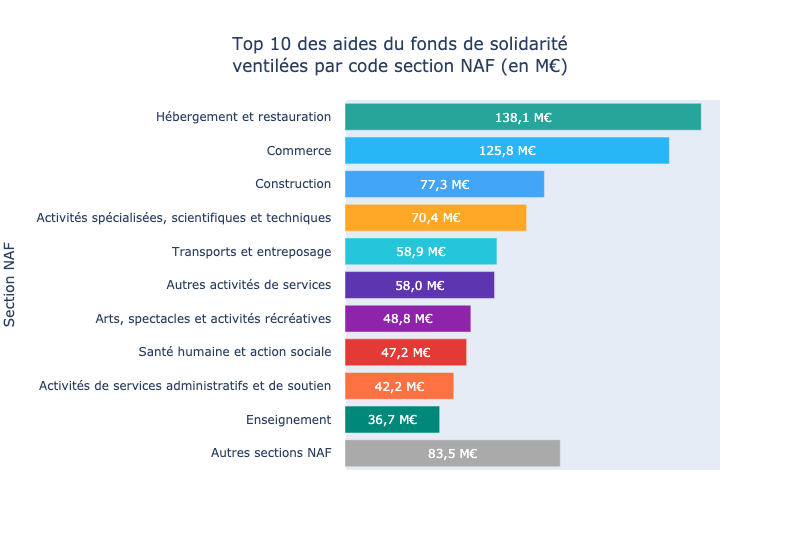 Top 10 des aides du fonds de solidarité
ventilées par code section NAF (en M€)
Section NAF
Hébergement et restauration 138,1 M€
Commerce 125,8 M€
Construction 77,3 M€
Activités spécialisées, scientifiques et techniques 70,4 M€
Transports et entreposage 58,9 M€
Autres activités de services 58,0 M€
Arts, spectacles et activités récréatives 48,8 M€
Santé humaine et action sociale 47,2 M€
Activités de services administratifs et de soutien 42,2 M€
Enseignement 36,7 M€
Autres sections NAF 83,5 M€